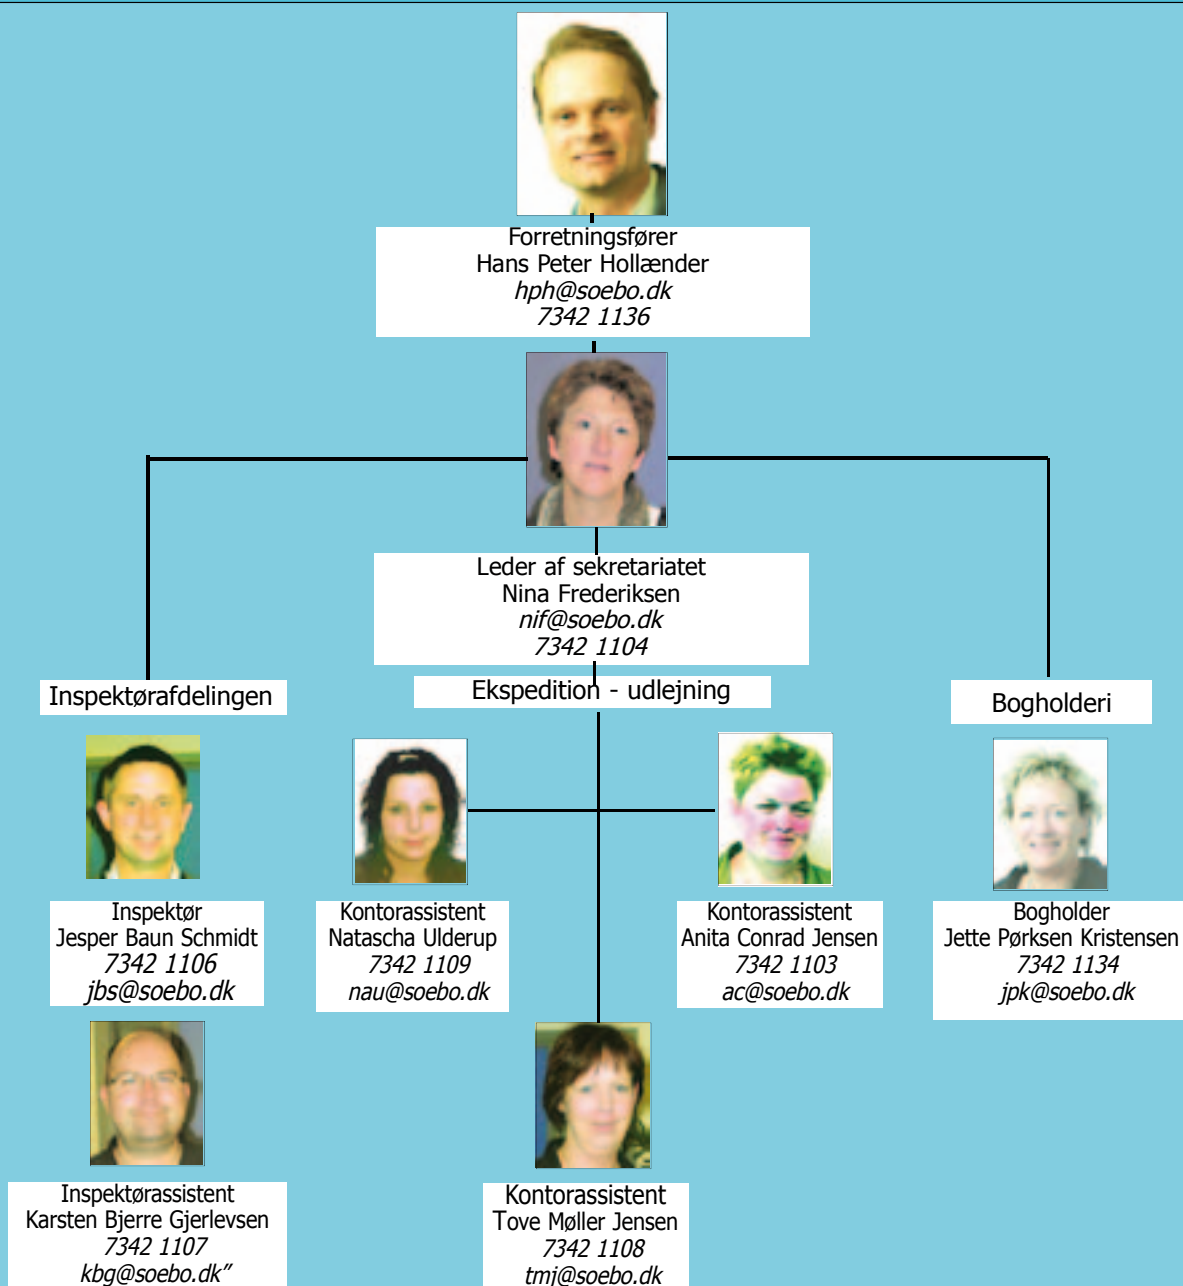 Forretningsfører
Hans Peter Hollænder
hph@soebo.dk
7342 1136
Leder af sekretariatet
Nina Frederiksen
nif@soebo.dk
7342 1104
Inspektørafdelingen
Ekspedition - udlejning
Bogholderi
Inspektør
Jesper Baun Schmidt
7342 1106
jbs@soebo.dk
Kontorassistent
Natascha Ulderup
7342 1109
nau@soebo.dk
Kontorassistent
Anita Conrad Jensen
7342 1103
ac@soebo.dk
Bogholder
Jette Pørksen Kristensen
7342 1134
jpk@soebo.dk
Inspektørassistent
Karsten Bjerre Gjerlevsen
7342 1107
kbg@soebo.dk”
Kontorassistent
Tove Møller Jensen
7342 1108
tmj@soebo.dk